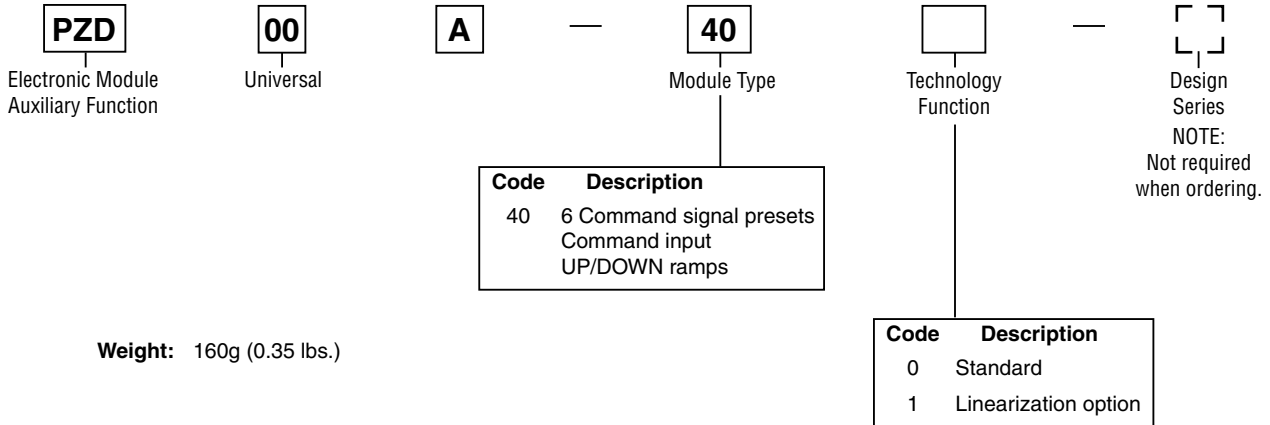 PZD 00 A — 40 —
Electronic Module
Auxiliary Function
Universal
Module Type
Technology
Function
Design
Series
NOTE:
Not required
when ordering.
Code Description
40 6 Command signal presets
Command input
UP/DOWN ramps
Weight: 160g (0.35 lbs.)
Code Description
0 Standard
1 Linearization option